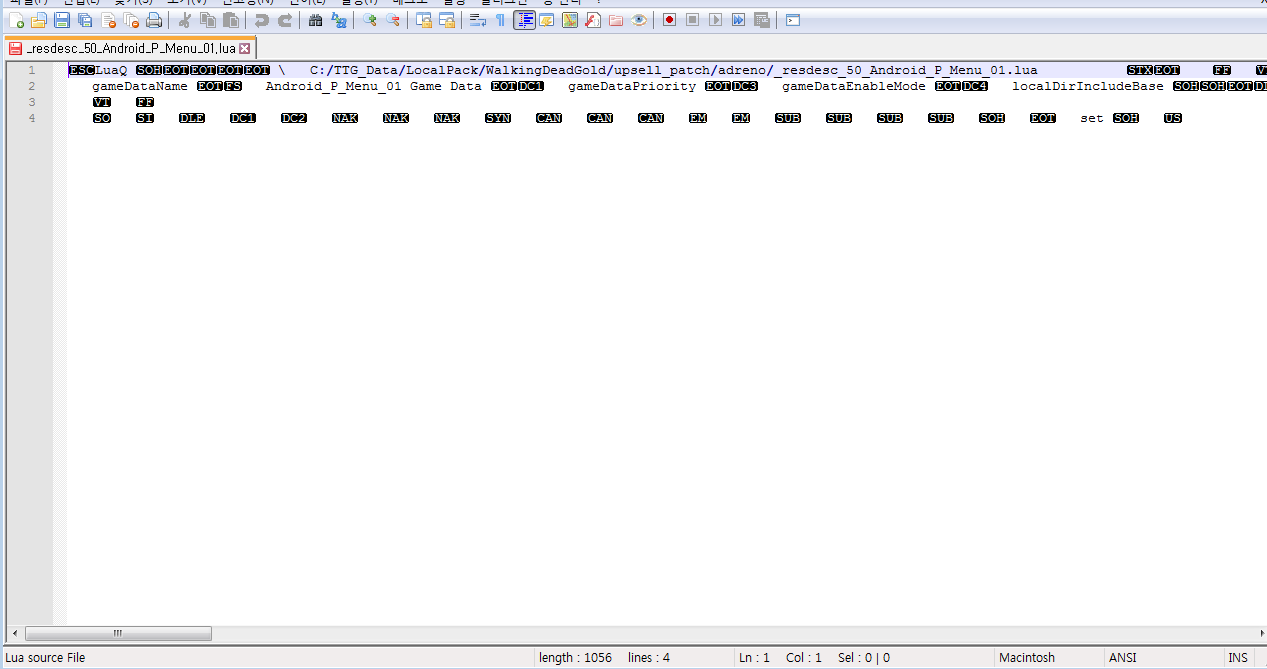 _resdesc_50_Android_P_Menu_01.lua
1 ESCLuaQ SOHEOTEOTEOTEOT \ C:/TTG_Data/LocalPack/WalkingDeadGold/upsell_patch/adreno/_resdesc_50_Android_P_Menu_01.lua STXEOT FF VT
2 gameDataName EOTFS Android_P_Menu_01 Game Data EOTDC1 gameDataPriority EOTDC3 gameDataEnableMode EOTDC4 localDirIncludeBase SOHSOHEOT
3 VT FF
4 SO SI DLE DC1 DC2 NAK NAK NAK SYN CAN CAN CAN EM EM SUB SUB SUB SUB SOH EOT set SOH US
Lua source File length : 1056 lines : 4 Ln : 1 Col : 1 Sel : 0 | 0 Macintosh ANSI INS